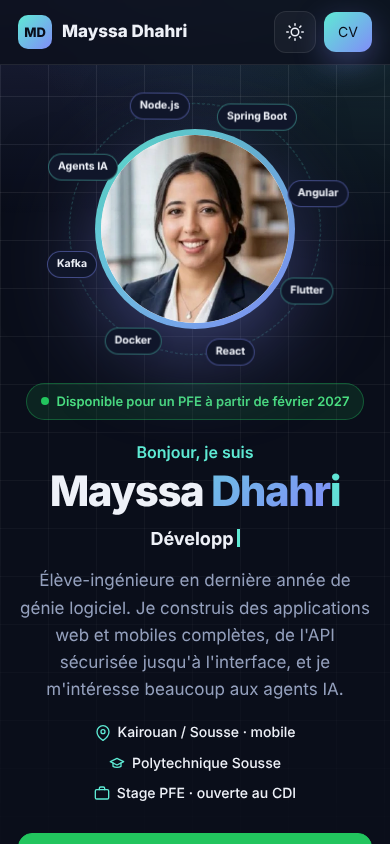 MD Mayssa Dhahri CV
Node.js
Spring Boot
Agents IA
Angular
Kafka
Flutter
Docker
React
Disponible pour un PFE à partir de février 2027
Bonjour, je suis
Mayssa Dhahri
Développ
Élève-ingénieure en dernière année de
génie logiciel. Je construis des applications
web et mobiles complètes, de l'API
sécurisée jusqu'à l'interface, et je
m'intéresse beaucoup aux agents IA.
Kairouan / Sousse · mobile
Polytechnique Sousse
Stage PFE · ouverte au CDI